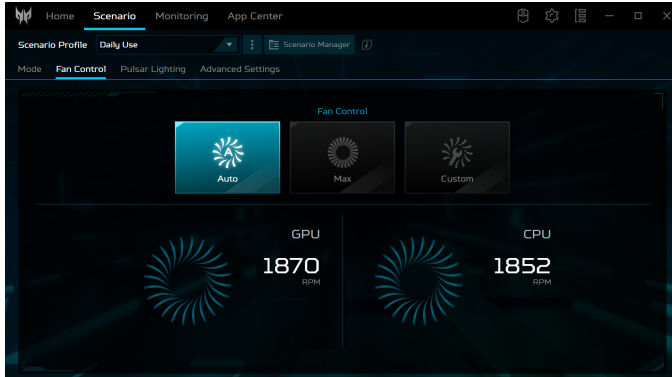 Home Scenario Monitoring App Center
Scenario Profile Daily Use Scenario Manager
Mode Fan Control Pulsar Lighting Advanced Settings
Fan Control
A
Auto Max Custom
GPU CPU
1870 1852
RPM RPM